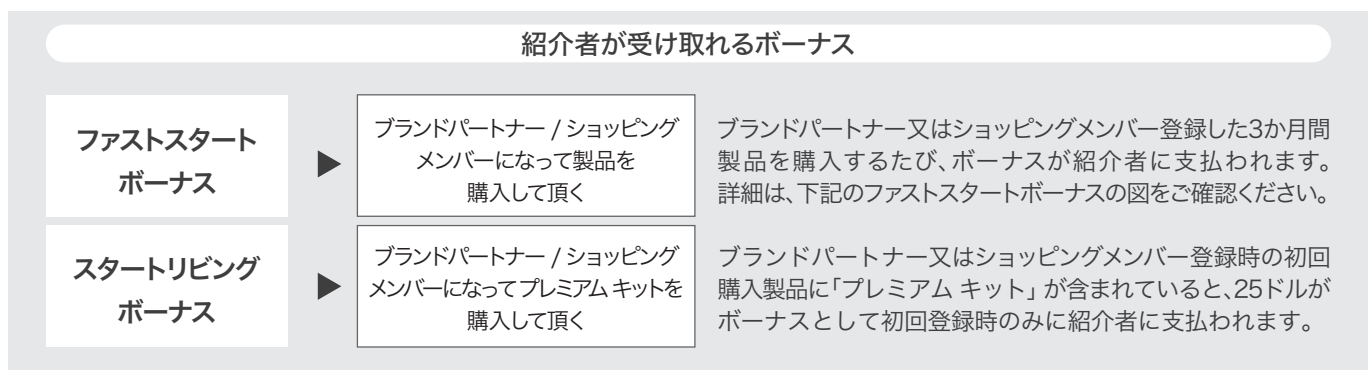 紹介者が受け取れるボーナス
ファストスタート
ボーナス
▶
ブランドパートナー / ショッピング
メンバーになって製品を
購入して頂く
ブランドパートナー又はショッピングメンバー登録した3か月間
製品を購入するたび、ボーナスが紹介者に支払われます。
詳細は、下記のファストスタートボーナスの図をご確認ください。
スタートリビング
ボーナス
▶
ブランドパートナー / ショッピング
メンバーになってプレミアム キットを
購入して頂く
ブランドパートナー又はショッピングメンバー登録時の初回
購入製品に「プレミアム キット」が含まれていると、25ドルが
ボーナスとして初回登録時のみに紹介者に支払われます。